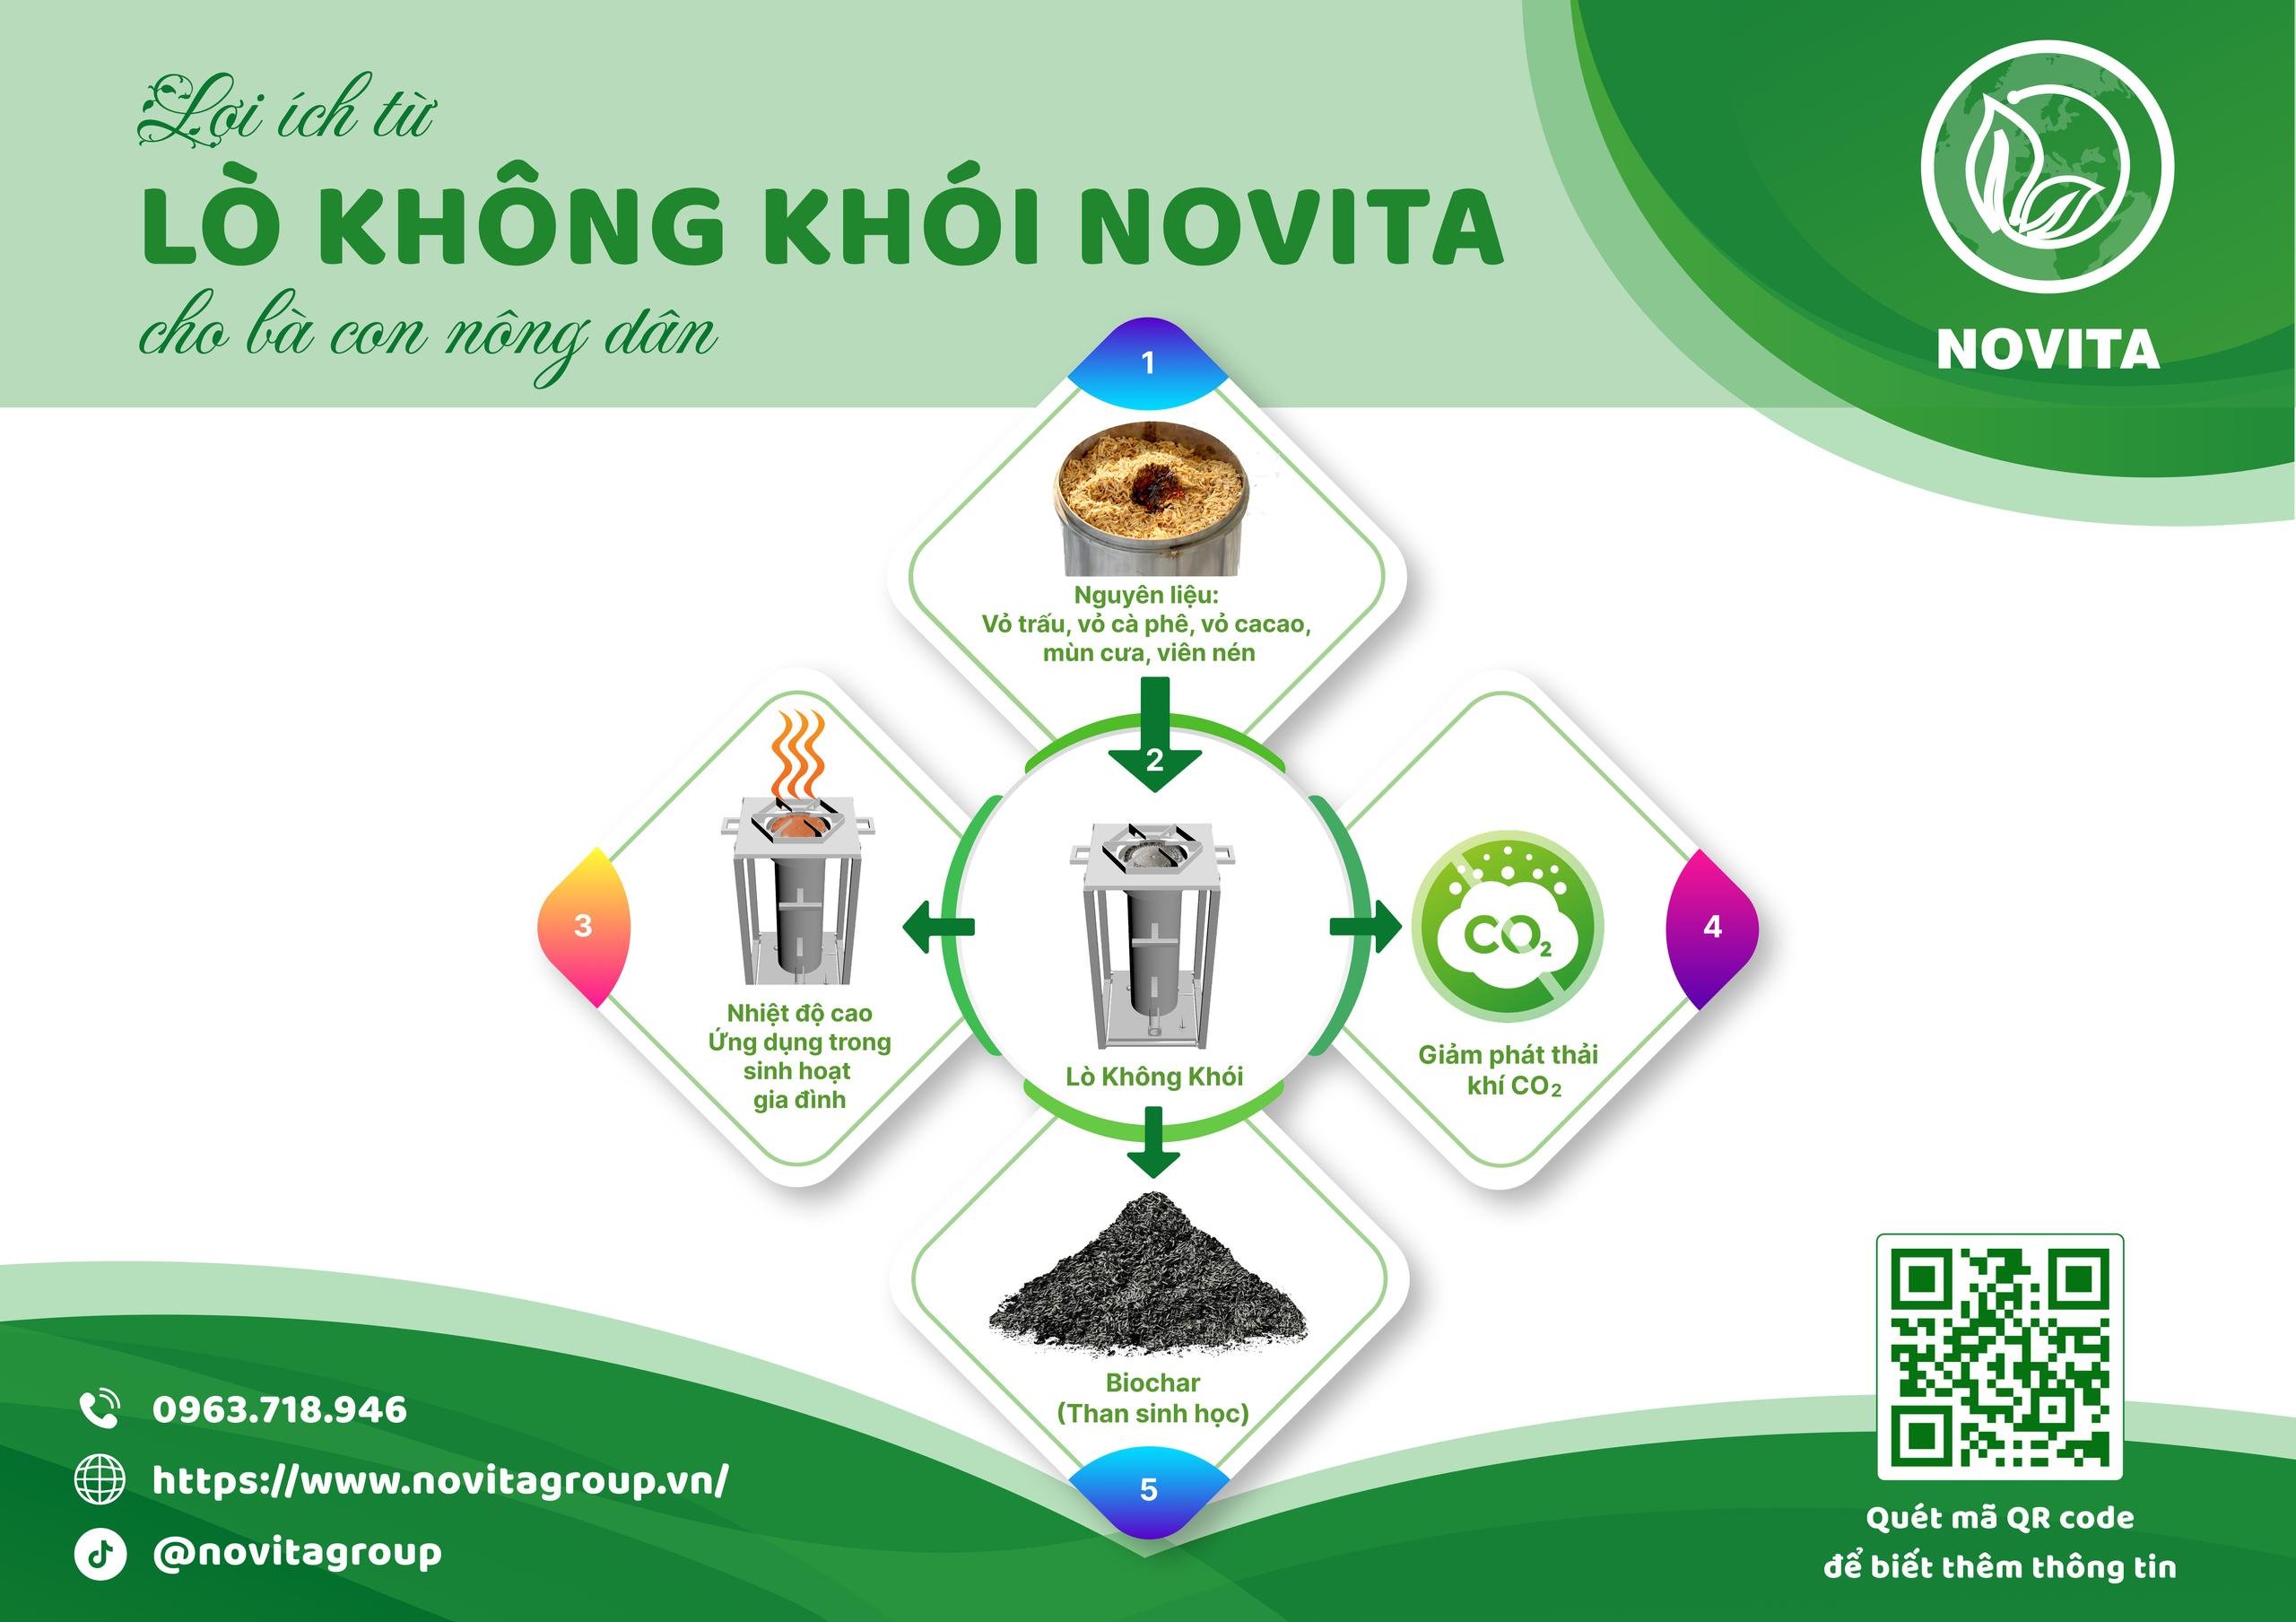 Lợi ích từ
LÒ KHÔNG KHÓI NOVITA
cho bà con nông dân
NOVITA
1
Nguyên liệu:
Vỏ trấu, vỏ cà phê, vỏ cacao,
mùn cưa, viên nén
2
Lò Không Khói
3
Nhiệt độ cao
Ứng dụng trong
sinh hoạt
gia đình
4
CO₂
Giảm phát thải
khí CO₂
Biochar
(Than sinh học)
5
0963.718.946
https://www.novitagroup.vn/
@novitagroup
Quét mã QR code
để biết thêm thông tin